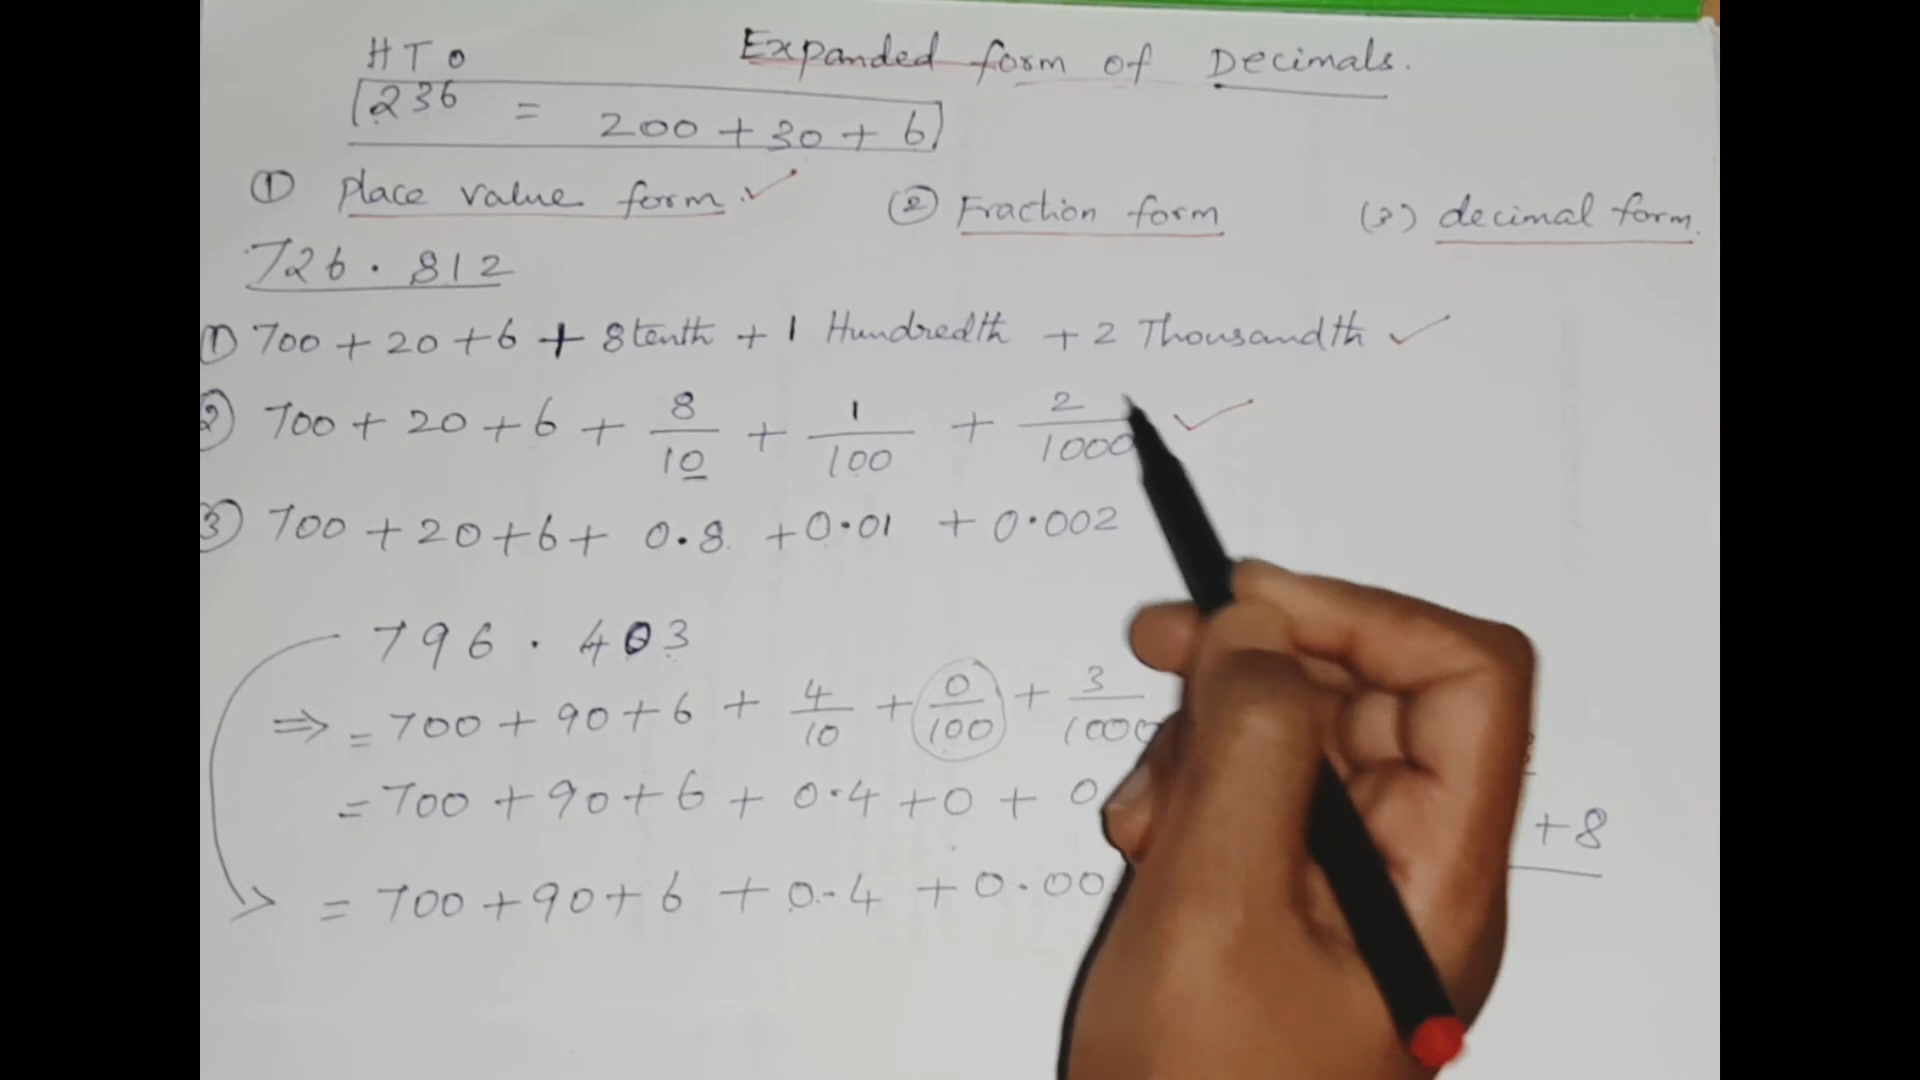 H T O
Expanded form of Decimals.
236 = 200 + 30 + 6
① Place value form. ✓
② Fraction form
(3) decimal form.
726.812
① 700 + 20 + 6 + 8 tenth + 1 Hundredth + 2 Thousandth ✓
② 700 + 20 + 6 + 8/10 + 1/100 + 2/1000 ✓
③ 700 + 20 + 6 + 0.8 + 0.01 + 0.002
796.403
⇒ = 700 + 90 + 6 + 4/10 + 0/100 + 3/1000
= 700 + 90 + 6 + 0.4 + 0 + 0
+ 8
= 700 + 90 + 6 + 0.4 + 0.00